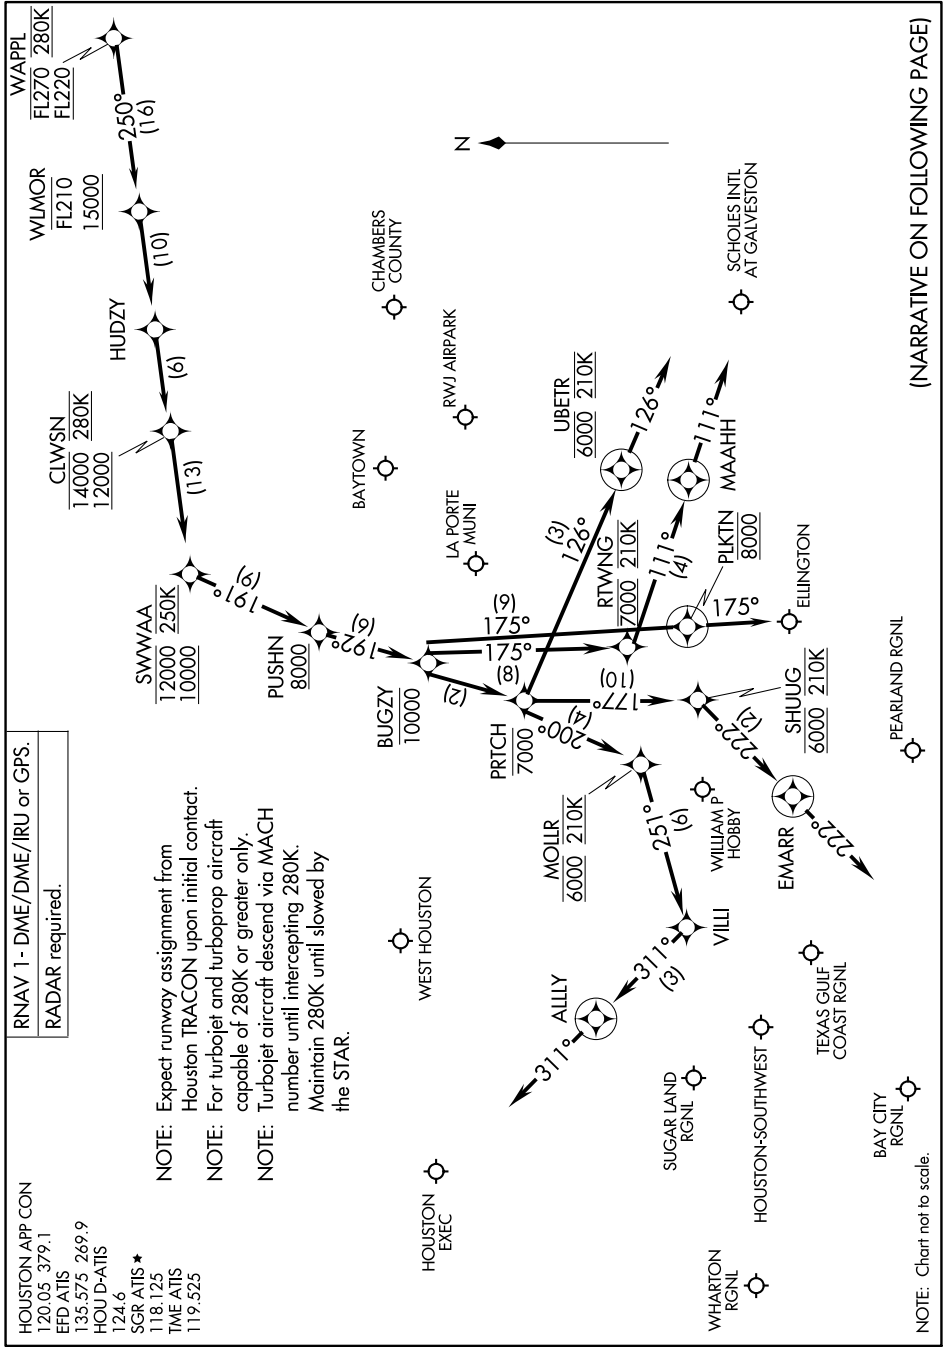 HOUSTON APP CON
120.05 379.1
EFD ATIS
135.575 269.9
HOU D-ATIS
124.6
SGR ATIS ★
118.125
TME ATIS
119.525
RNAV 1 - DME/DME/IRU or GPS.
RADAR required.
NOTE: Expect runway assignment from
Houston TRACON upon initial contact.
NOTE: For turbojet and turboprop aircraft
capable of 280K or greater only.
NOTE: Turbojet aircraft descend via MACH
number until intercepting 280K.
Maintain 280K until slowed by
the STAR.
WAPPL
FL270 280K
FL220
250°
(16)
WLMOR
FL210
15000
(10)
HUDZY
(6)
CLWSN
14000 280K
12000
(13)
SWWAA
12000 250K
10000
191°
(9)
PUSHN
8000
192°
(6)
BUGZY
10000
(2)
175°
(9)
175°
(8)
PRTCH
7000
200°
(4)
177°
(10)
126°
(3)
UBETR
6000 210K
126°
RTWNG
7000 210K
111°
(4)
MAAHH
111°
PLKTN
8000
175°
SHUUG
6000 210K
222°
(2)
EMARR
222°
MOLLR
6000 210K
251°
(6)
VILLI
311°
(3)
ALLLY
311°
N
CHAMBERS
COUNTY
RWJ AIRPARK
BAYTOWN
LA PORTE
MUNI
SCHOLES INTL
AT GALVESTON
ELLINGTON
PEARLAND RGNL
WILLIAM P
HOBBY
WEST HOUSTON
TEXAS GULF
COAST RGNL
HOUSTON-SOUTHWEST
SUGAR LAND
RGNL
BAY CITY
RGNL
HOUSTON
EXEC
WHARTON
RGNL
NOTE: Chart not to scale.
(NARRATIVE ON FOLLOWING PAGE)